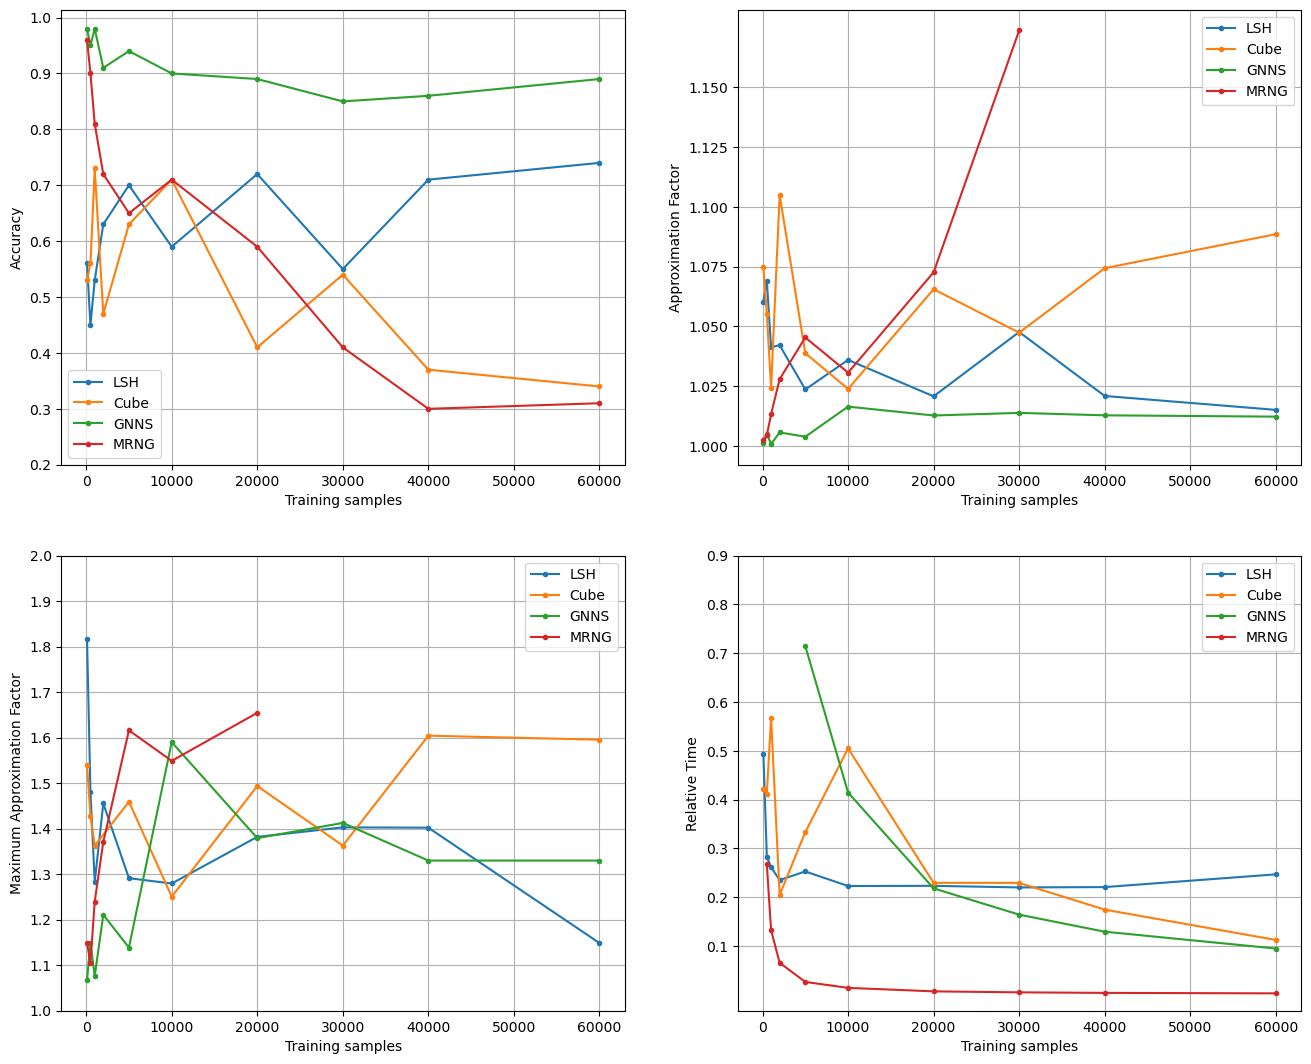 1.0
0.9
0.8
0.7
0.6
0.5
0.4
0.3
0.2
Accuracy
LSH
Cube
GNNS
MRNG
0 10000 20000 30000 40000 50000 60000
Training samples
1.150
1.125
1.100
1.075
1.050
1.025
1.000
Approximation Factor
LSH
Cube
GNNS
MRNG
0 10000 20000 30000 40000 50000 60000
Training samples
2.0
1.9
1.8
1.7
1.6
1.5
1.4
1.3
1.2
1.1
1.0
Maximum Approximation Factor
LSH
Cube
GNNS
MRNG
0 10000 20000 30000 40000 50000 60000
Training samples
0.9
0.8
0.7
0.6
0.5
0.4
0.3
0.2
0.1
Relative Time
LSH
Cube
GNNS
MRNG
0 10000 20000 30000 40000 50000 60000
Training samples